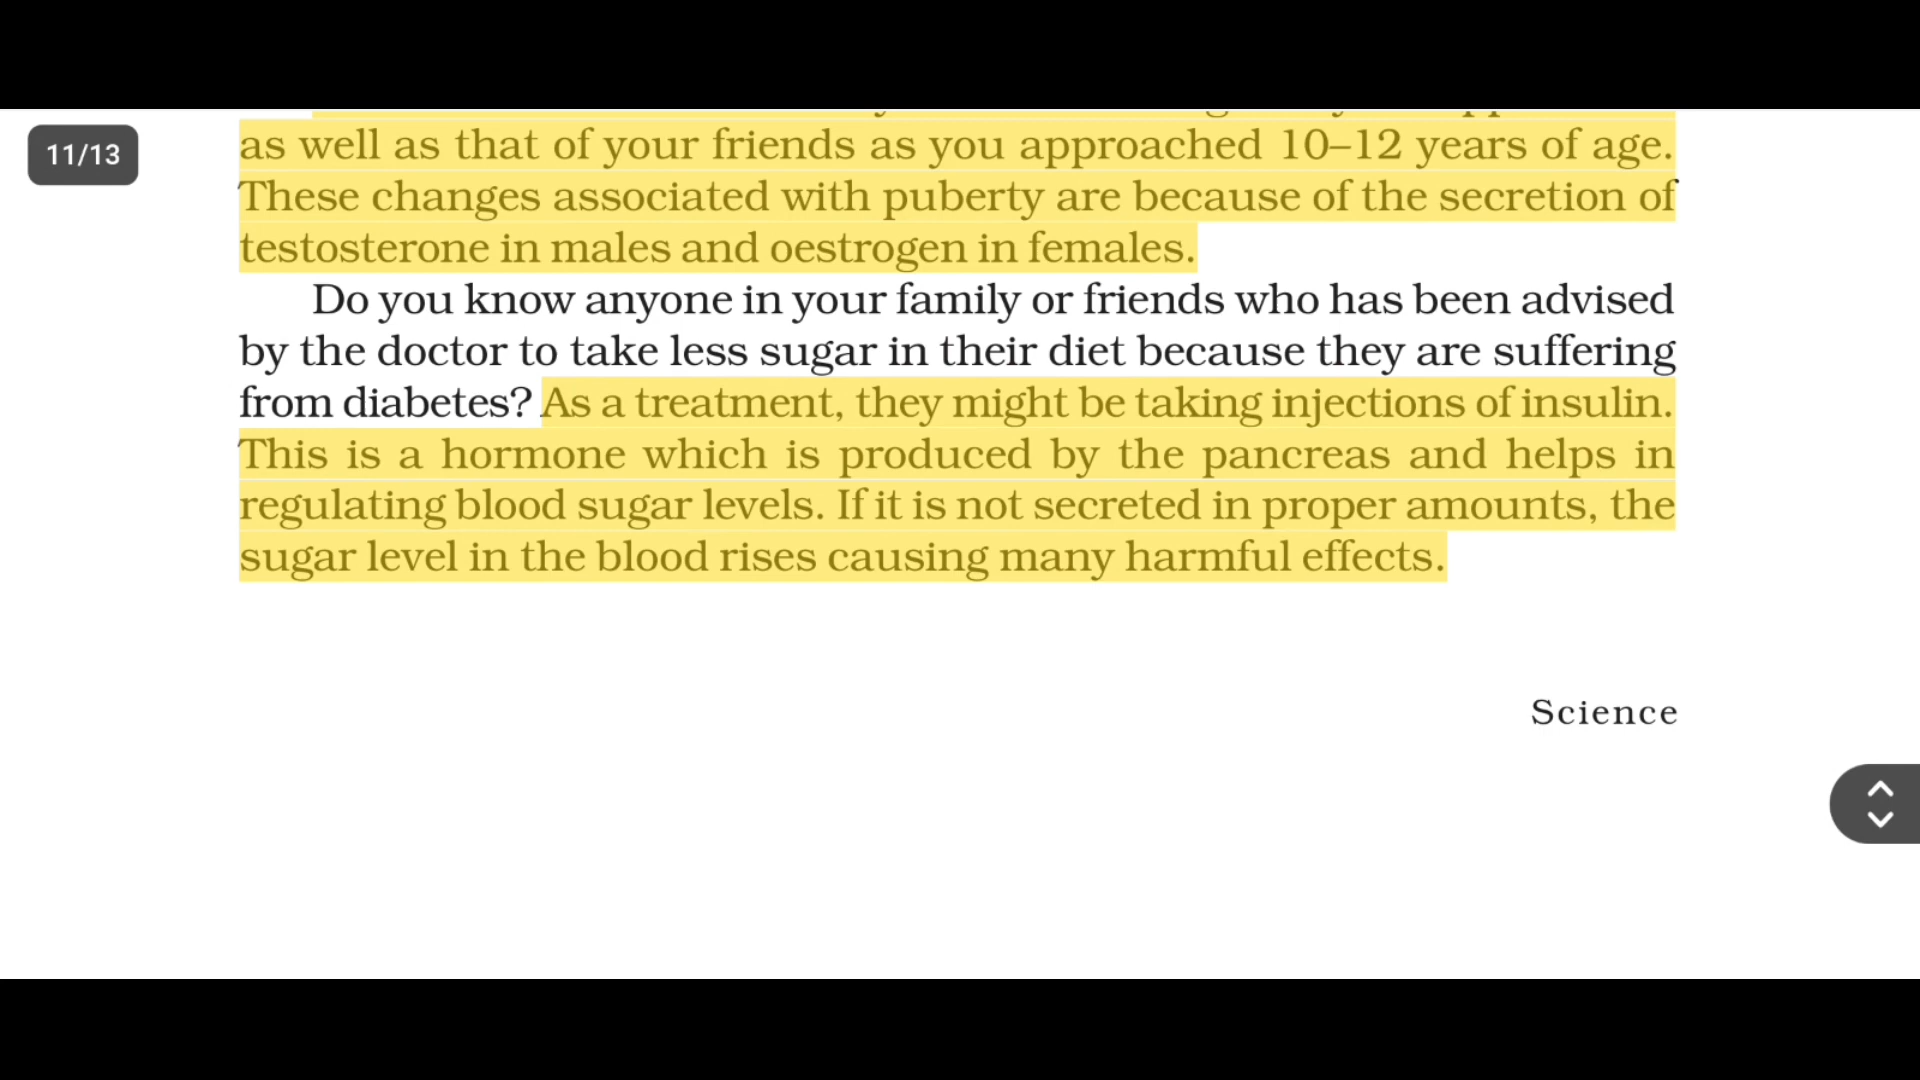 11/13
as well as that of your friends as you approached 10–12 years of age.
These changes associated with puberty are because of the secretion of
testosterone in males and oestrogen in females.
Do you know anyone in your family or friends who has been advised
by the doctor to take less sugar in their diet because they are suffering
from diabetes? As a treatment, they might be taking injections of insulin.
This is a hormone which is produced by the pancreas and helps in
regulating blood sugar levels. If it is not secreted in proper amounts, the
sugar level in the blood rises causing many harmful effects.
Science